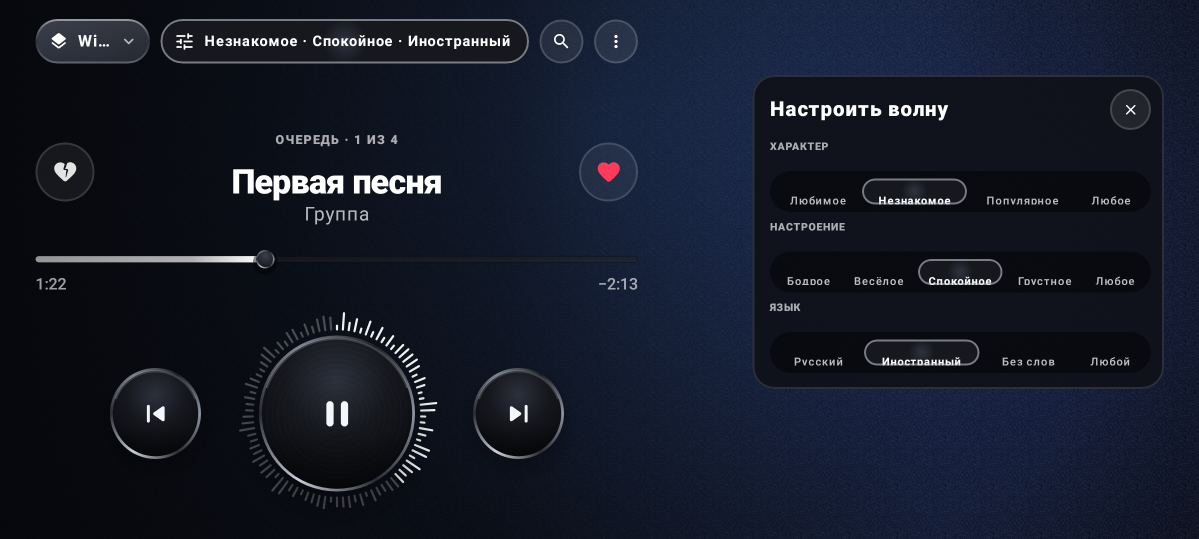 Wi…
Незнакомое · Спокойное · Иностранный
ОЧЕРЕДЬ · 1 ИЗ 4
Первая песня
Группа
1:22
−2:13
Настроить волну
ХАРАКТЕР
Любимое Незнакомое Популярное Любое
НАСТРОЕНИЕ
Бодрое Весёлое Спокойное Грустное Любое
ЯЗЫК
Русский Иностранный Без слов Любой